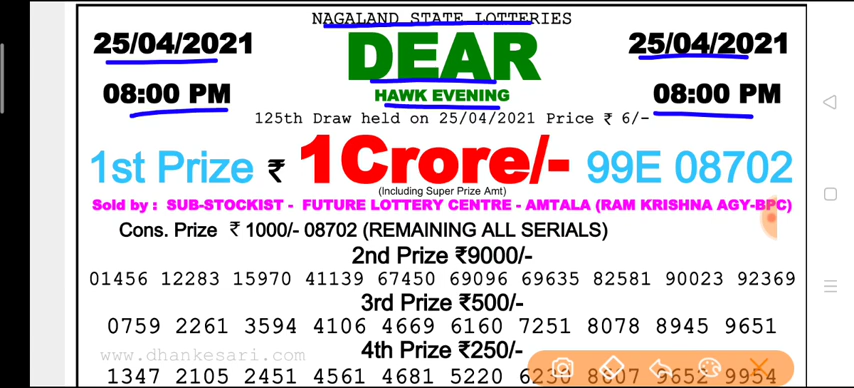 NAGALAND STATE LOTTERIES
25/04/2021 DEAR 25/04/2021
08:00 PM HAWK EVENING 08:00 PM
125th Draw held on 25/04/2021 Price ₹ 6/-
1st Prize ₹ 1Crore/- 99E 08702
(Including Super Prize Amt)
Sold by : SUB-STOCKIST - FUTURE LOTTERY CENTRE - AMTALA (RAM KRISHNA AGY-BPC)
Cons. Prize ₹ 1000/- 08702 (REMAINING ALL SERIALS)
2nd Prize ₹9000/-
01456 12283 15970 41139 67450 69096 69635 82581 90023 92369
3rd Prize ₹500/-
0759 2261 3594 4106 4669 6160 7251 8078 8945 9651
www.dhankesari.com
4th Prize ₹250/-
1347 2105 2451 4561 4681 5220 6230 8607 9652 9954